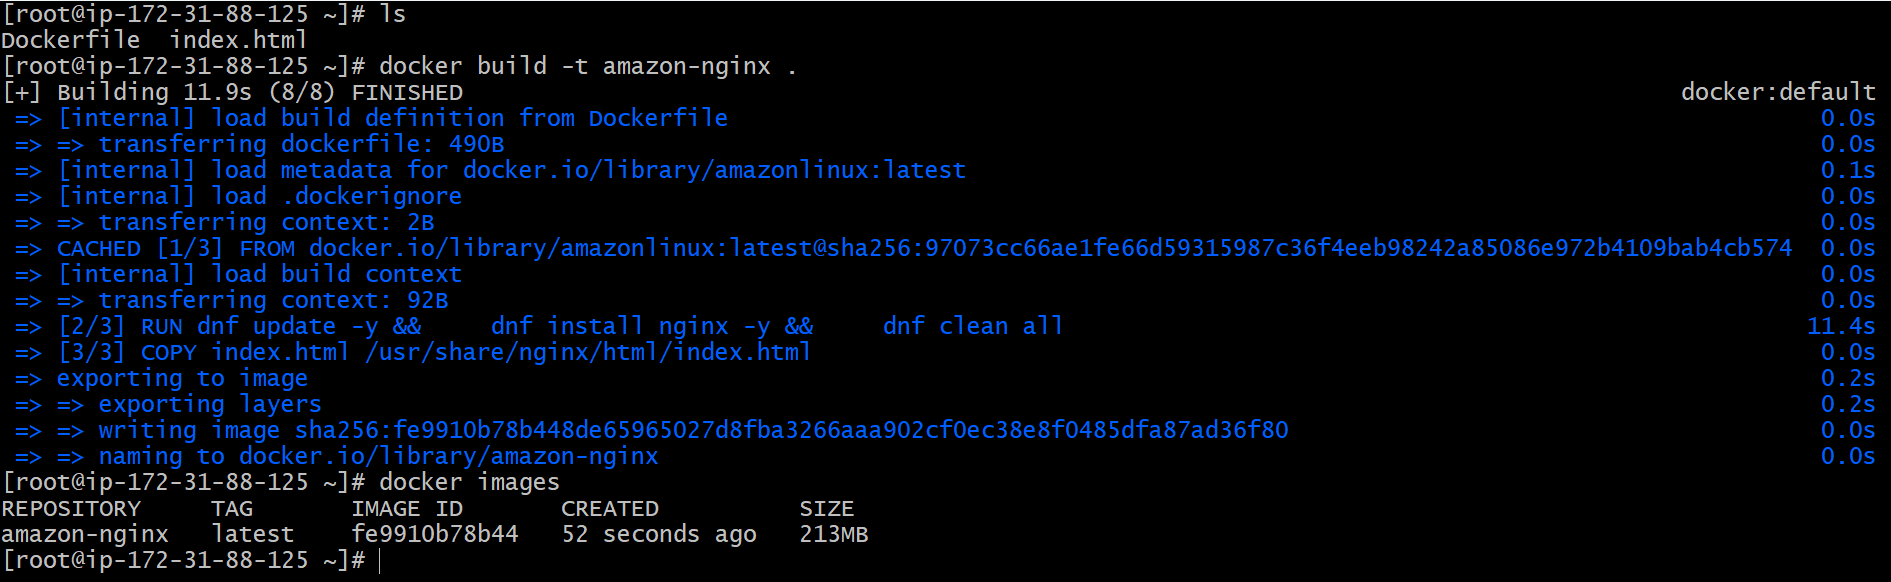 [root@ip-172-31-88-125 ~]# ls
Dockerfile  index.html
[root@ip-172-31-88-125 ~]# docker build -t amazon-nginx .
[+] Building 11.9s (8/8) FINISHED docker:default
=> [internal] load build definition from Dockerfile 0.0s
=> => transferring dockerfile: 490B 0.0s
=> [internal] load metadata for docker.io/library/amazonlinux:latest 0.1s
=> [internal] load .dockerignore 0.0s
=> => transferring context: 2B 0.0s
=> CACHED [1/3] FROM docker.io/library/amazonlinux:latest@sha256:97073cc66ae1fe66d59315987c36f4eeb98242a85086e972b4109bab4cb574 0.0s
=> [internal] load build context 0.0s
=> => transferring context: 92B 0.0s
=> [2/3] RUN dnf update -y &&     dnf install nginx -y &&     dnf clean all 11.4s
=> [3/3] COPY index.html /usr/share/nginx/html/index.html 0.0s
=> exporting to image 0.2s
=> => exporting layers 0.2s
=> => writing image sha256:fe9910b78b448de65965027d8fba3266aaa902cf0ec38e8f0485dfa87ad36f80 0.0s
=> => naming to docker.io/library/amazon-nginx 0.0s
[root@ip-172-31-88-125 ~]# docker images
REPOSITORY     TAG       IMAGE ID       CREATED          SIZE
amazon-nginx   latest    fe9910b78b44   52 seconds ago   213MB
[root@ip-172-31-88-125 ~]#